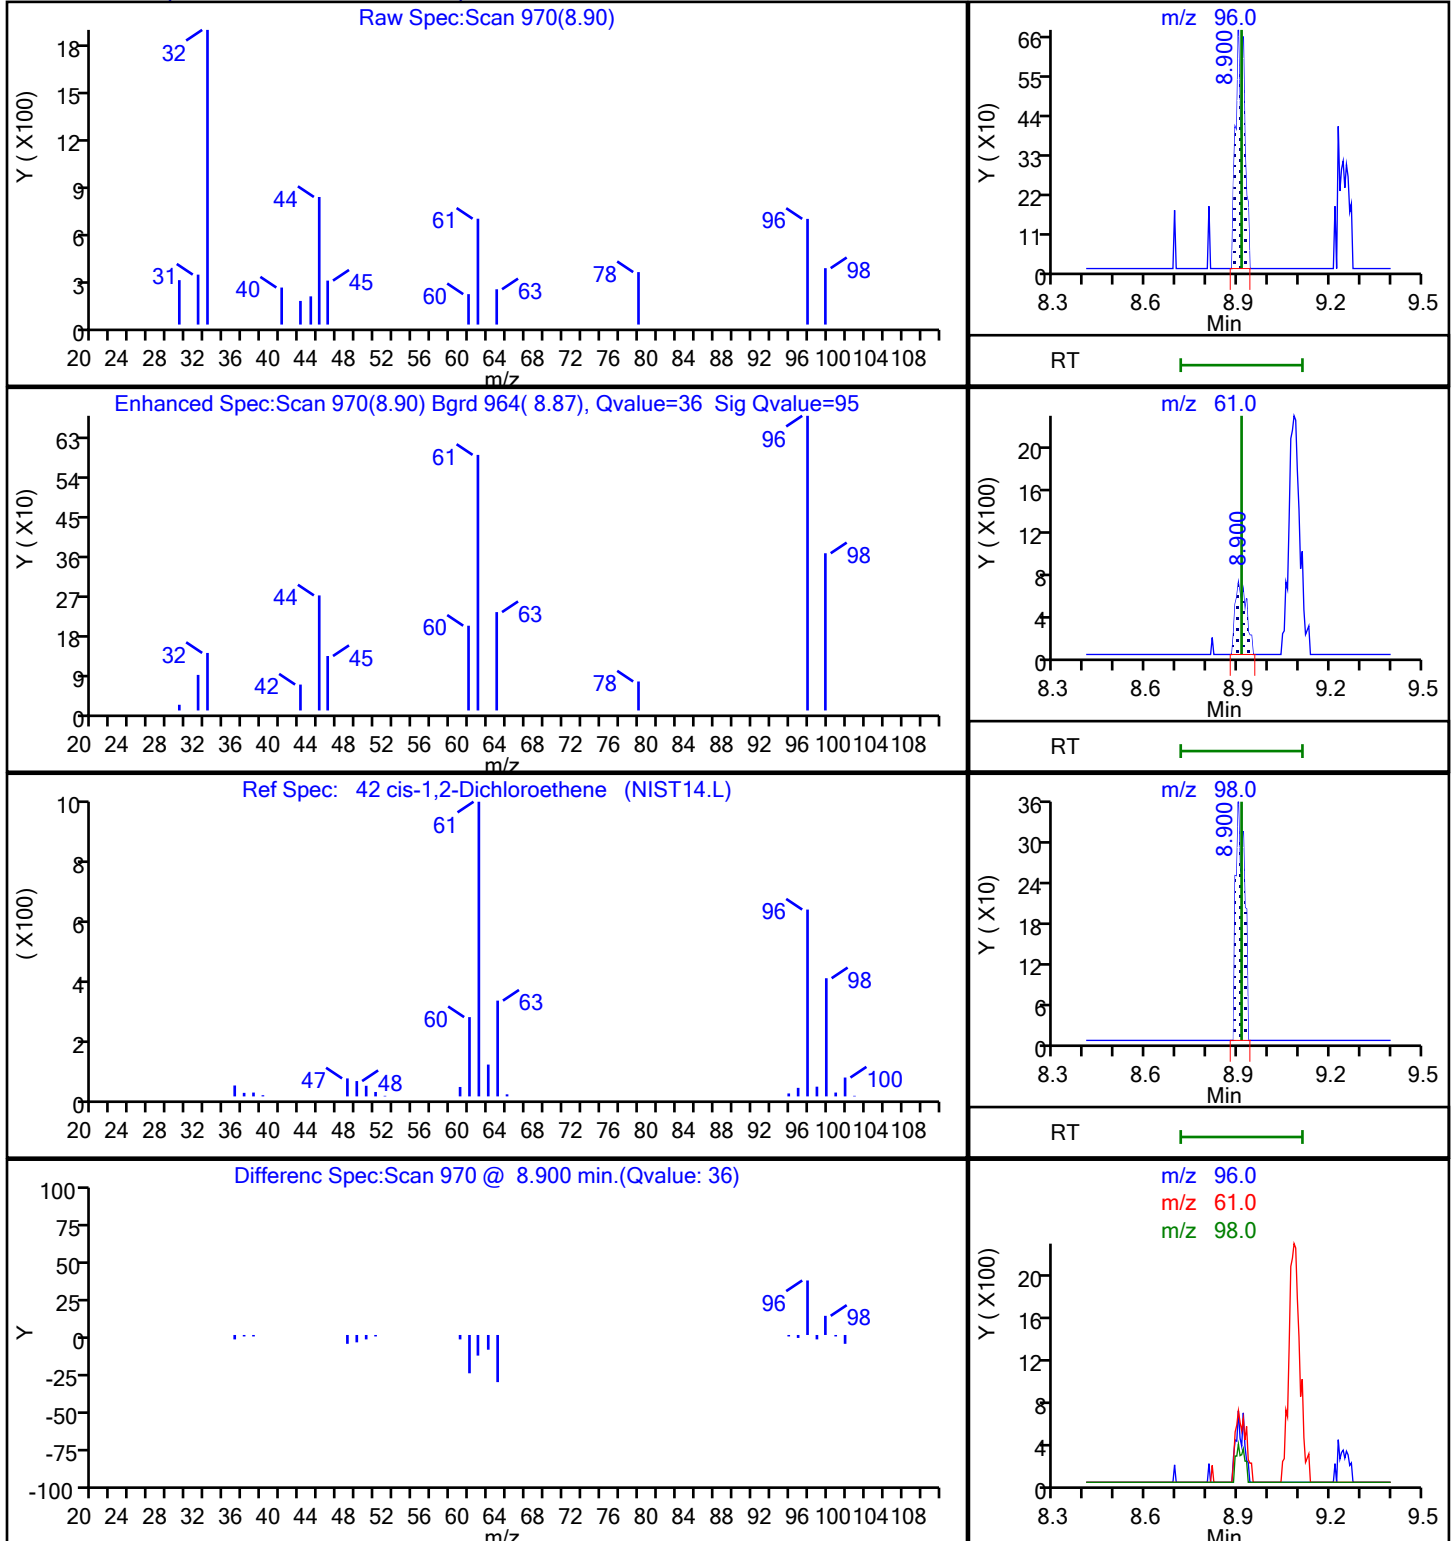 Raw Spec:Scan 970(8.90)
Y ( X100)
18
15
12
9
6
3
0
32
31
40
44
45
60
61
63
78
96
98
20 24 28 32 36 40 44 48 52 56 60 64 68 72 76 80 84 88 92 96 100 104 108
m/z
m/z 96.0
Y ( X10)
66
55
44
33
22
11
0
8.900
8.3 8.6 8.9 9.2 9.5
Min
RT
Enhanced Spec:Scan 970(8.90) Bgrd 964( 8.87), Qvalue=36 Sig Qvalue=95
Y ( X10)
63
54
45
36
27
18
9
0
32
42
44
45
60
61
63
78
96
98
20 24 28 32 36 40 44 48 52 56 60 64 68 72 76 80 84 88 92 96 100 104 108
m/z
m/z 61.0
Y ( X100)
20
16
12
8
4
0
8.900
8.3 8.6 8.9 9.2 9.5
Min
RT
Ref Spec: 42 cis-1,2-Dichloroethene (NIST14.L)
( X100)
10
8
6
4
2
0
47
48
60
61
63
96
98
100
20 24 28 32 36 40 44 48 52 56 60 64 68 72 76 80 84 88 92 96 100 104 108
m/z 98.0
Y ( X10)
36
30
24
18
12
6
0
8.900
8.3 8.6 8.9 9.2 9.5
Min
RT
Differenc Spec:Scan 970 @ 8.900 min.(Qvalue: 36)
Y
100
75
50
25
0
-25
-50
-75
-100
96
98
20 24 28 32 36 40 44 48 52 56 60 64 68 72 76 80 84 88 92 96 100 104 108
m/z
m/z 96.0
m/z 61.0
m/z 98.0
Y ( X100)
20
16
12
8
4
0
8.3 8.6 8.9 9.2 9.5
Min